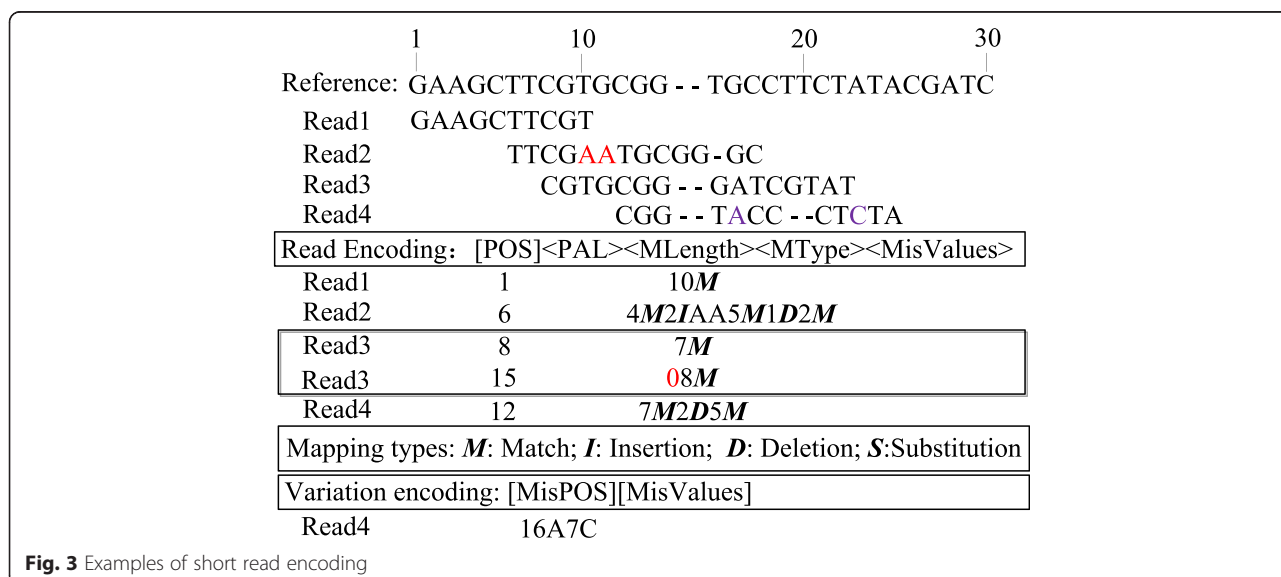 1 10 20 30
Reference: GAAGCTTCGTGCGG - - TGCCTTCTATACGATC
Read1 GAAGCTTCGT
Read2 TTCGAATGCGG - GC
Read3 CGTGCGG - - GATCGTAT
Read4 CGG - - TACC - - CTCTA
Read Encoding: [POS]<PAL><MLength><MType><MisValues>
Read1 1 10M
Read2 6 4M2IAA5M1D2M
Read3 8 7M
Read3 15 08M
Read4 12 7M2D5M
Mapping types: M: Match; I: Insertion; D: Deletion; S:Substitution
Variation encoding: [MisPOS][MisValues]
Read4 16A7C
Fig. 3 Examples of short read encoding